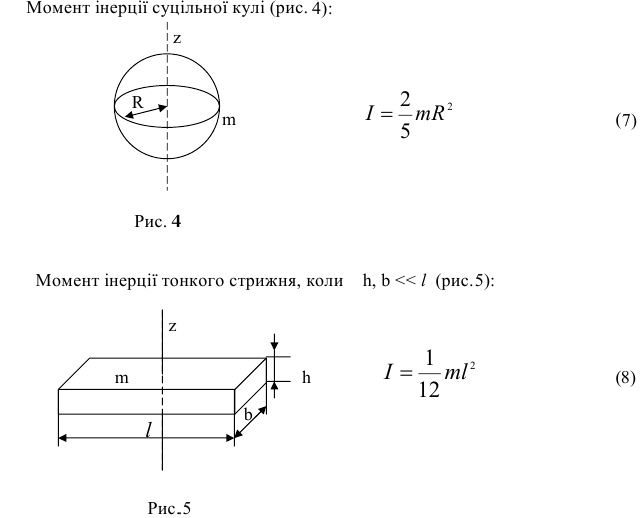 Момент інерції суцільної кулі (рис. 4):
z
R
m
I = 2/5 mR²
(7)
Рис. 4
Момент інерції тонкого стрижня, коли h, b << l (рис.5):
z
m
h
b
l
I = 1/12 ml²
(8)
Рис.5